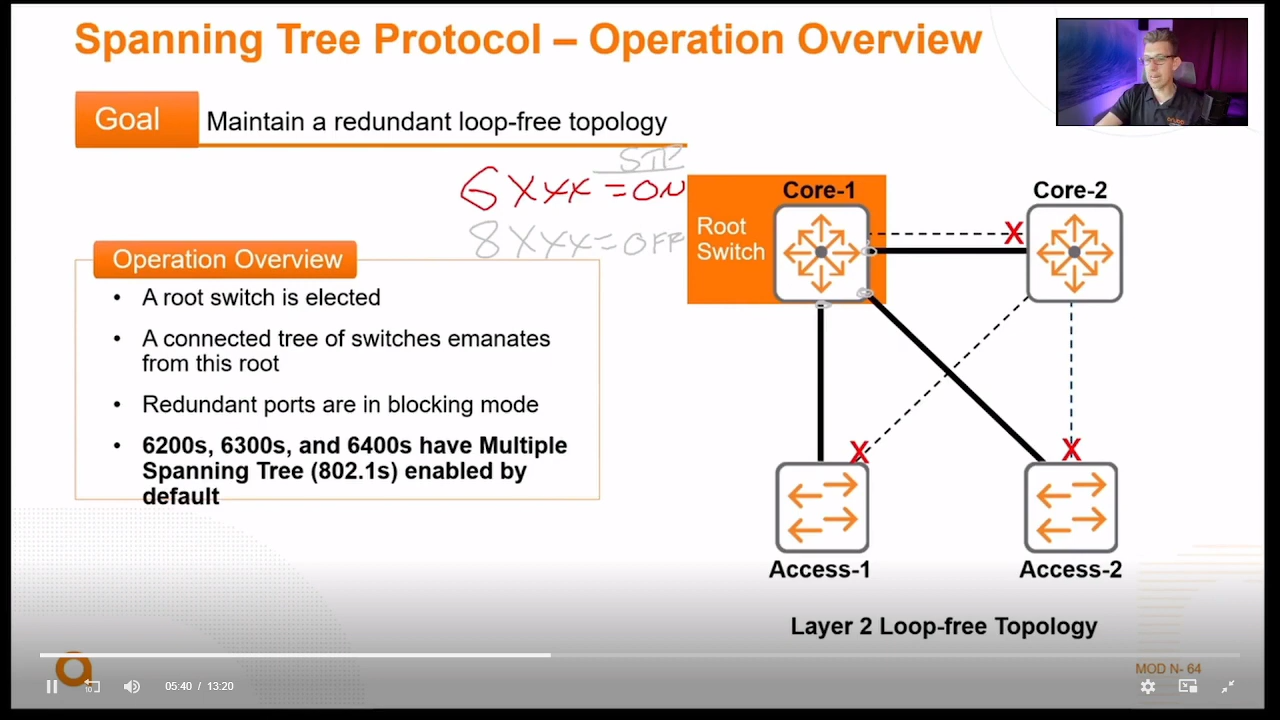 Spanning Tree Protocol – Operation Overview
Goal
Maintain a redundant loop-free topology
STP
6XXX = ON
8XXX = OFF
Core-1
Core-2
Root
Switch
X
Operation Overview
• A root switch is elected
• A connected tree of switches emanates
from this root
• Redundant ports are in blocking mode
• 6200s, 6300s, and 6400s have Multiple
Spanning Tree (802.1s) enabled by
default
X
X
Access-1
Access-2
Layer 2 Loop-free Topology
MOD N- 64
10
05:40 / 13:20